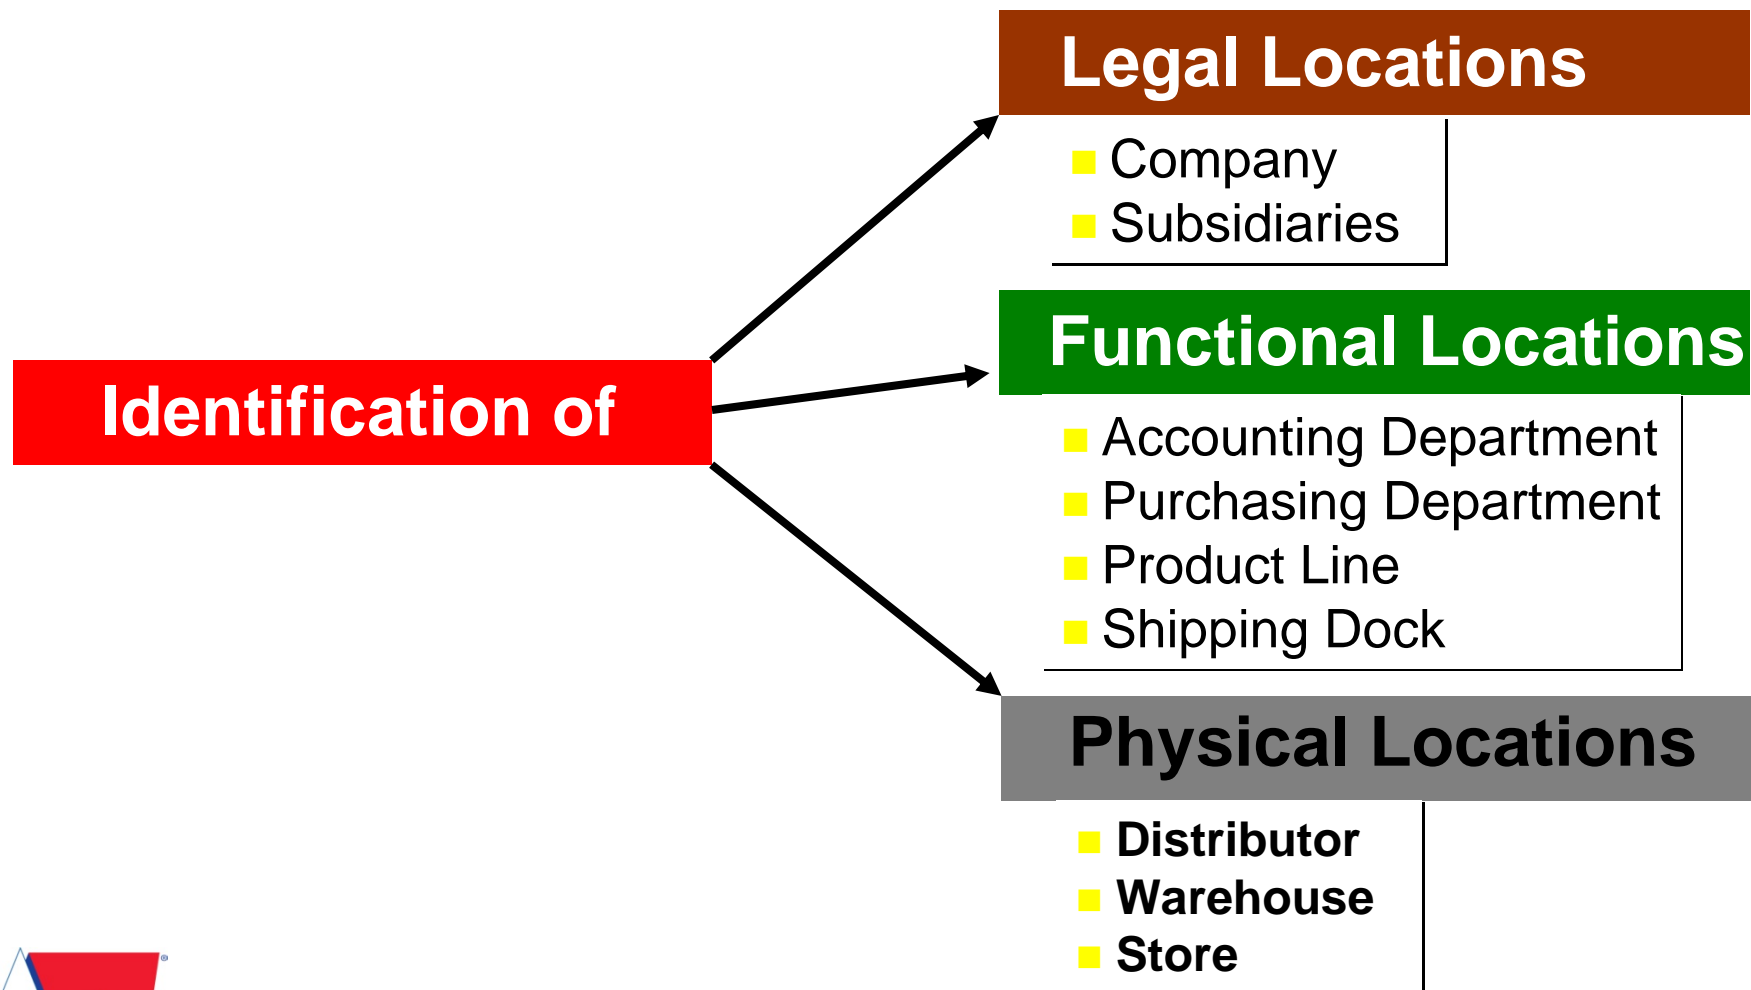 Legal Locations
Company
Subsidiaries
Identification of
Functional Locations
Accounting Department
Purchasing Department
Product Line
Shipping Dock
Physical Locations
Distributor
Warehouse
Store
®